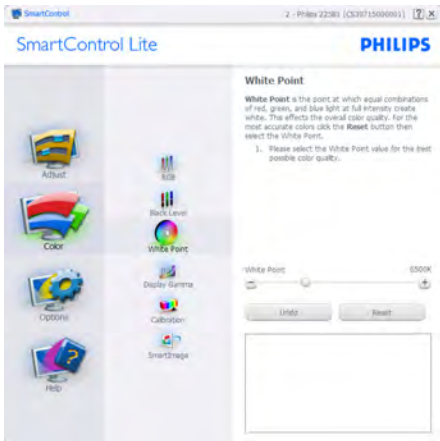 SmartControl
2 - Philips 225B1 (CS39715000001)
? X
SmartControl Lite
PHILIPS
White Point
White Point is the point at which equal combinations
of red, green, and blue light at full intensity create
white. This effects the overall color quality. For the
most accurate colors click the Reset button then
select the White Point.
1. Please select the White Point value for the best
possible color quality.
Adjust
Color
Options
Help
RGB
Black Level
White Point
Display Gamma
Calibration
SmartImage
White Point 6500K
Undo Reset